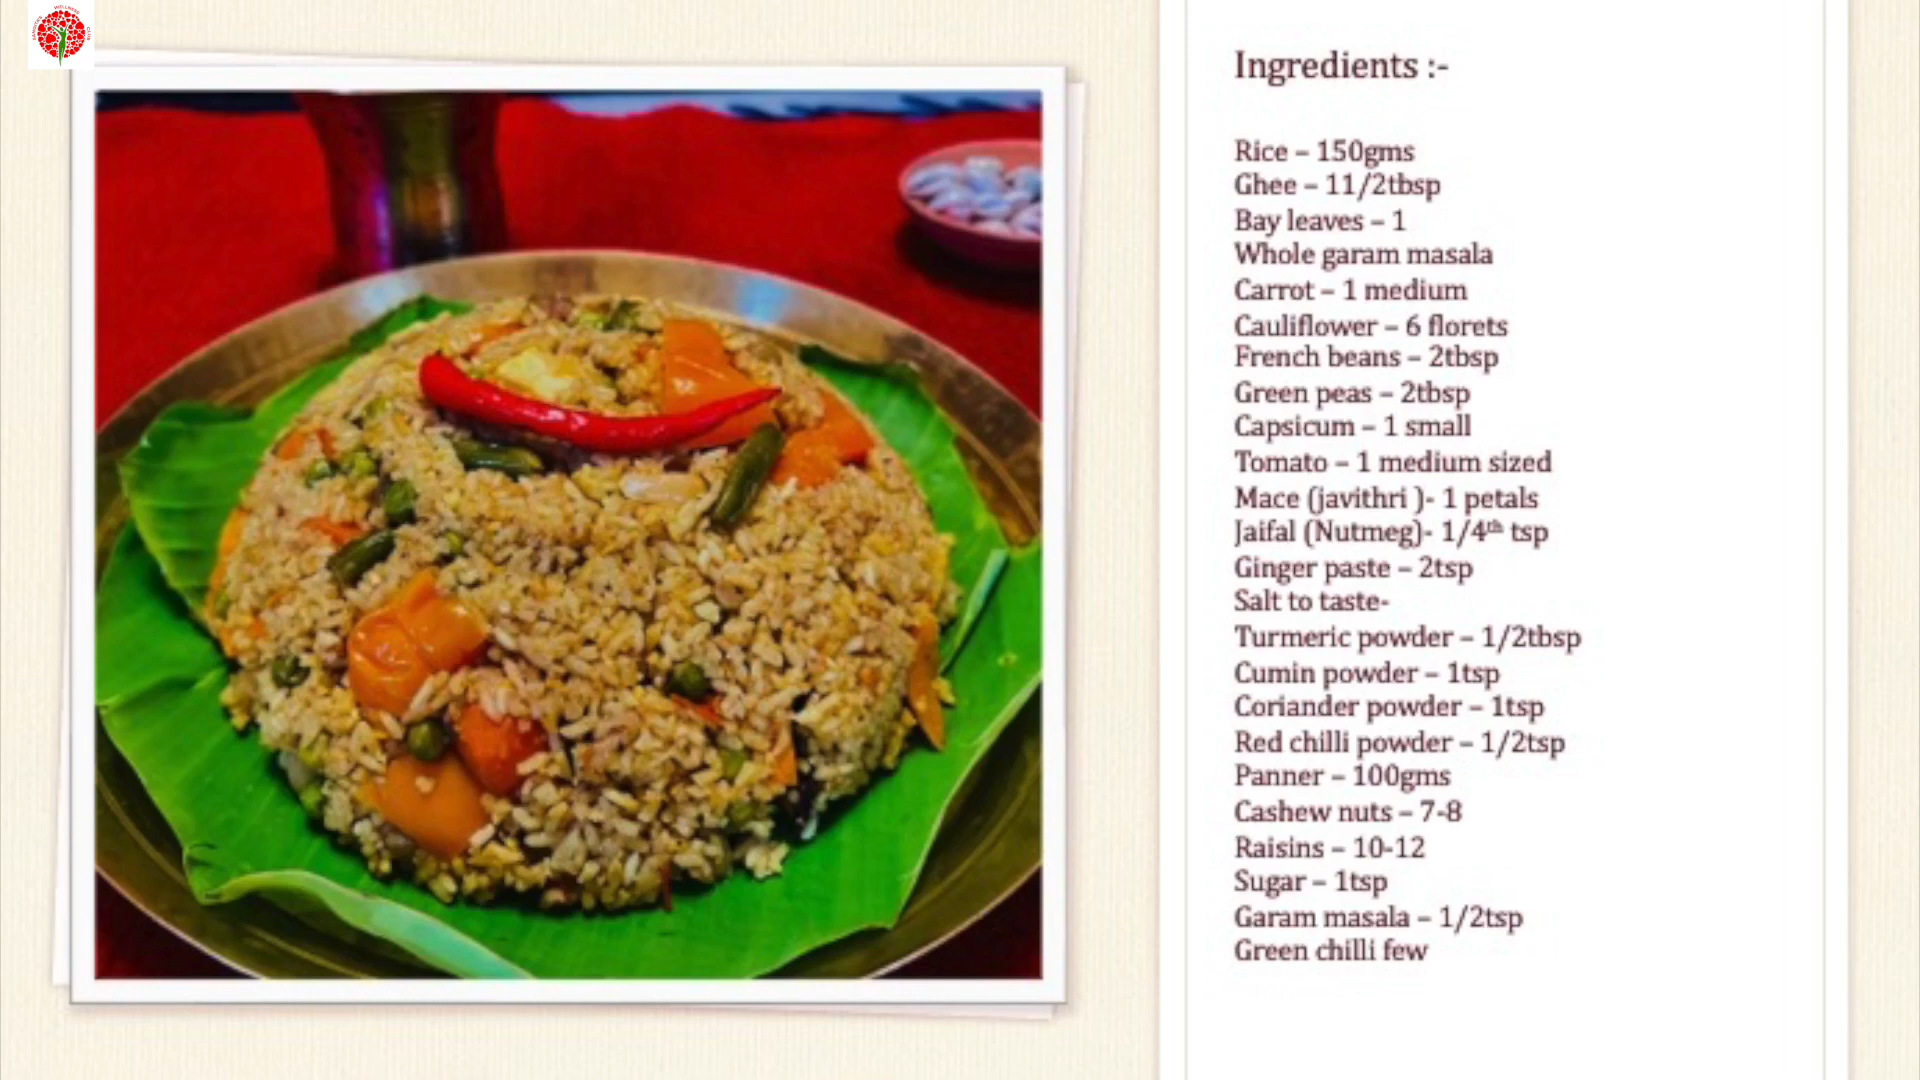 Ingredients :-
Rice – 150gms
Ghee – 11/2tbsp
Bay leaves – 1
Whole garam masala
Carrot – 1 medium
Cauliflower – 6 florets
French beans – 2tbsp
Green peas – 2tbsp
Capsicum – 1 small
Tomato – 1 medium sized
Mace (javithri )- 1 petals
Jaifal (Nutmeg)- 1/4th tsp
Ginger paste – 2tsp
Salt to taste-
Turmeric powder – 1/2tbsp
Cumin powder – 1tsp
Coriander powder – 1tsp
Red chilli powder – 1/2tsp
Panner – 100gms
Cashew nuts – 7-8
Raisins – 10-12
Sugar – 1tsp
Garam masala – 1/2tsp
Green chilli few